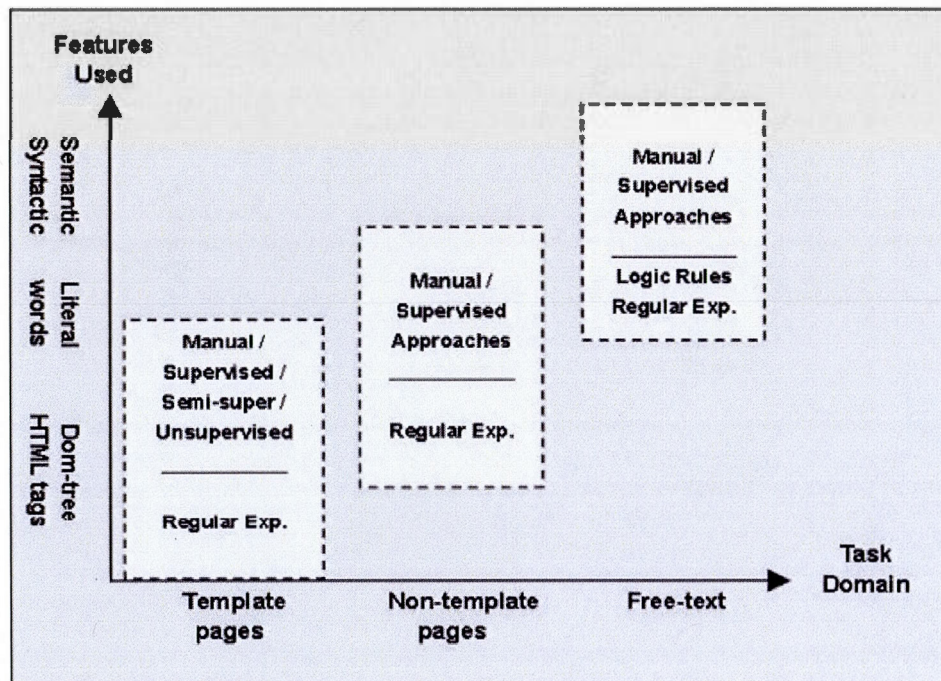 Features
Used
Semantic
Syntactic
Literal
words
Dom-tree
HTML tags
Manual /
Supervised /
Semi-super /
Unsupervised
Regular Exp.
Manual /
Supervised
Approaches
Regular Exp.
Manual /
Supervised
Approaches
Logic Rules
Regular Exp.
Template
pages
Non-template
pages
Free-text
Task
Domain